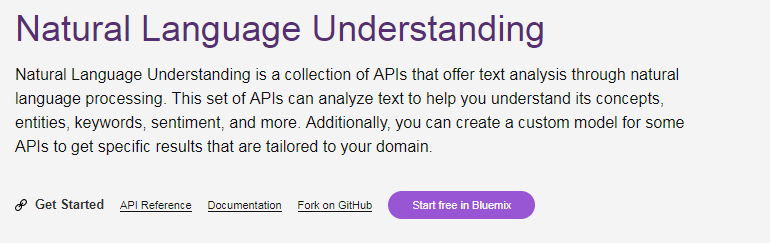 Natural Language Understanding
Natural Language Understanding is a collection of APIs that offer text analysis through natural
language processing. This set of APIs can analyze text to help you understand its concepts,
entities, keywords, sentiment, and more. Additionally, you can create a custom model for some
APIs to get specific results that are tailored to your domain.
Get Started API Reference Documentation Fork on GitHub Start free in Bluemix